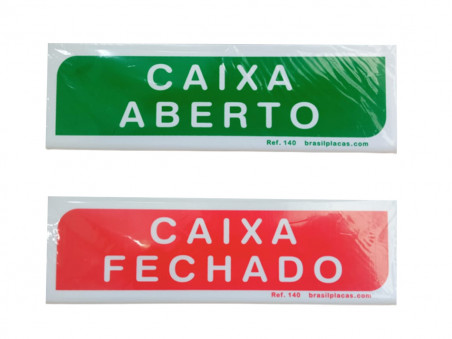 CAIXA
ABERTO
Ref. 140 brasilplacas.com
CAIXA
FECHADO
Ref. 140 brasilplacas.com